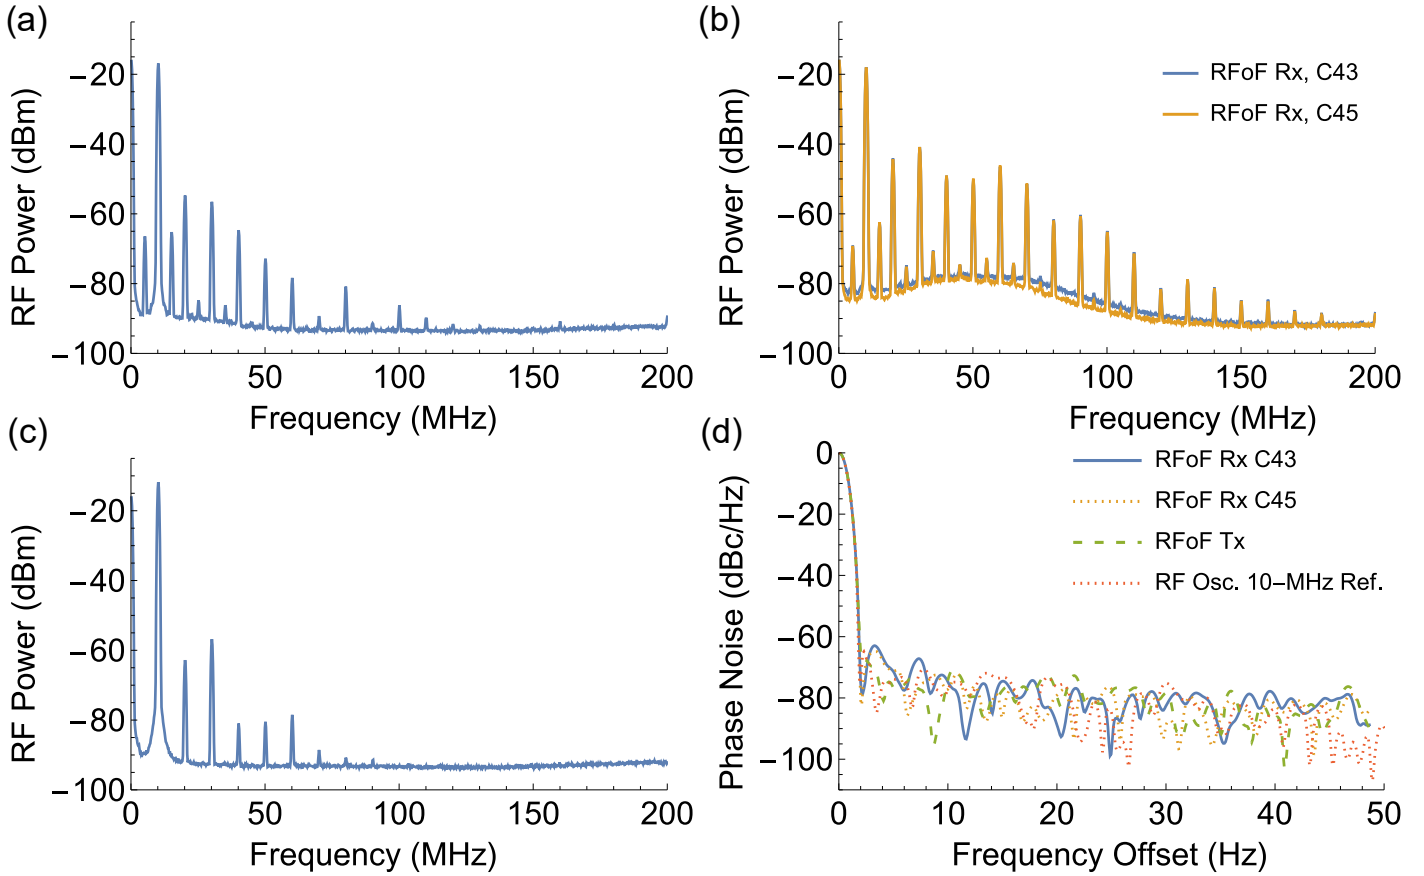 (a)
RF Power (dBm)
−20
−40
−60
−80
−100
0 50 100 150 200
Frequency (MHz)
(b)
RF Power (dBm)
−20
−40
−60
−80
−100
RFoF Rx, C43
RFoF Rx, C45
0 50 100 150 200
Frequency (MHz)
(c)
RF Power (dBm)
−20
−40
−60
−80
−100
0 50 100 150 200
Frequency (MHz)
(d)
Phase Noise (dBc/Hz)
0
−20
−40
−60
−80
−100
RFoF Rx C43
RFoF Rx C45
RFoF Tx
RF Osc. 10−MHz Ref.
0 10 20 30 40 50
Frequency Offset (Hz)